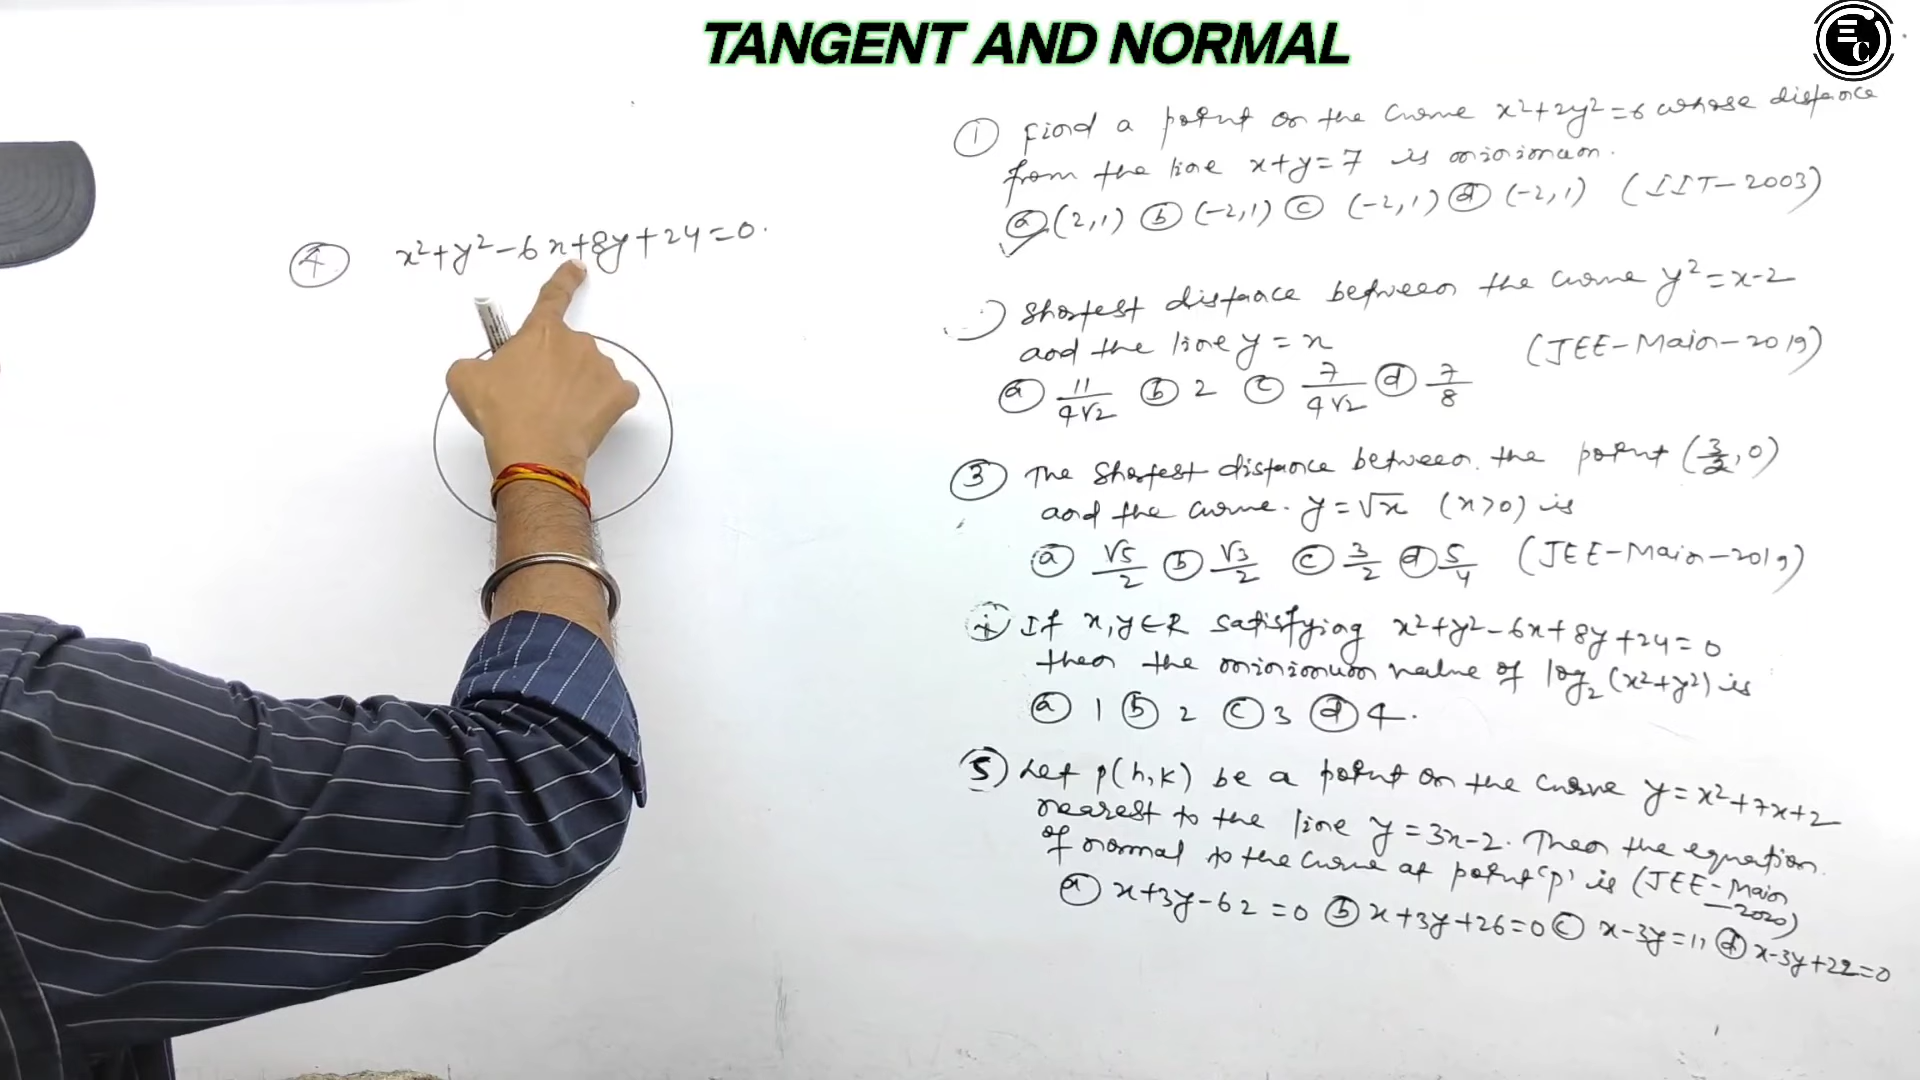 TANGENT AND NORMAL
EC
④ x²+y²-6x+8y+24=0.
① Find a point on the curve x²+2y²=6 whose distance
from the line x+y=7 is minimum.
ⓐ (2,1) ⓑ (-2,1) ⓒ (-2,1) ⓓ (-2,1) (IIT-2003)
) Shortest distance between the curve y²=x-2
and the line y=x (JEE-Main-2019)
ⓐ 11/4√2 ⓑ 2 ⓒ 7/4√2 ⓓ 7/8
③ The Shortest distance between the point (3/2,0)
and the curve. y=√x (x>0) is
ⓐ √5/2 ⓑ √3/2 ⓒ 3/2 ⓓ 5/4 (JEE-Main-2019)
④ If x,y∈R satisfying x²+y²-6x+8y+24=0
then the minimum value of log₂(x²+y²) is
ⓐ 1 ⓑ 2 ⓒ 3 ⓓ 4.
⑤ Let p(h,k) be a point on the curve y=x²+7x+2
nearest to the line y=3x-2. Then the equation
of normal to the curve at point 'p' is (JEE-Main
-2020)
ⓐ x+3y-62=0 ⓑ x+3y+26=0 ⓒ x-3y=11 ⓓ x-3y+22=0